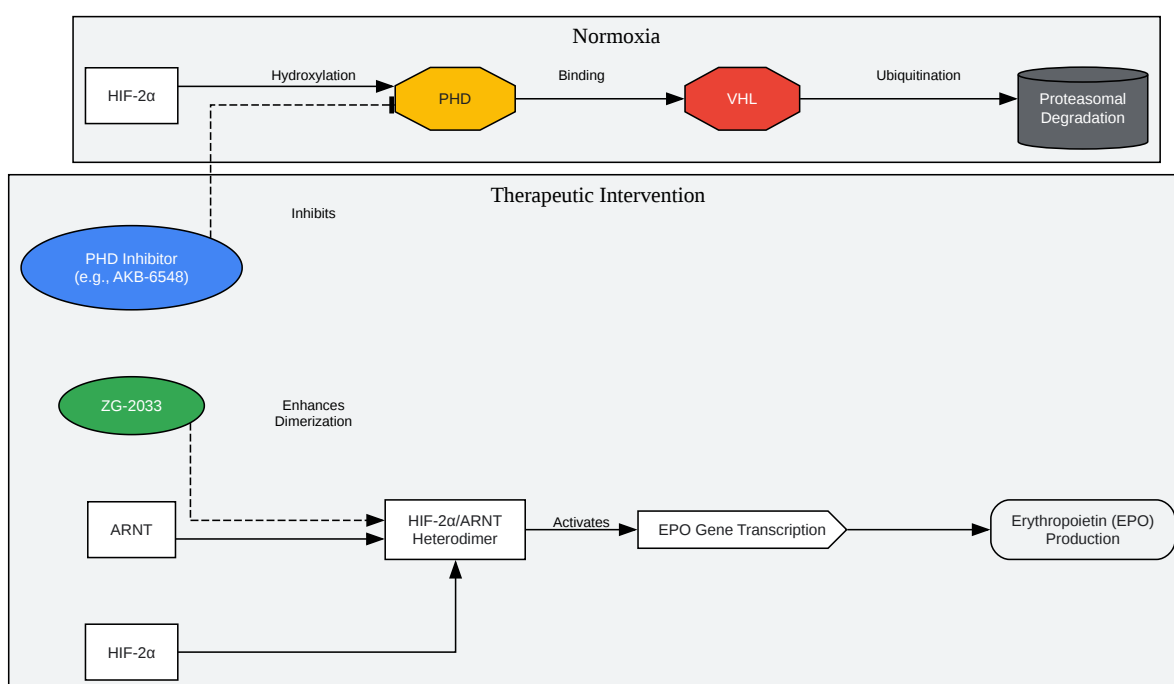 Normoxia
HIF-2α
Hydroxylation
PHD
Binding
VHL
Ubiquitination
Proteasomal
Degradation
Therapeutic Intervention
Inhibits
PHD Inhibitor
(e.g., AKB-6548)
ZG-2033
Enhances
Dimerization
ARNT
HIF-2α/ARNT
Heterodimer
Activates
EPO Gene Transcription
Erythropoietin (EPO)
Production
HIF-2α